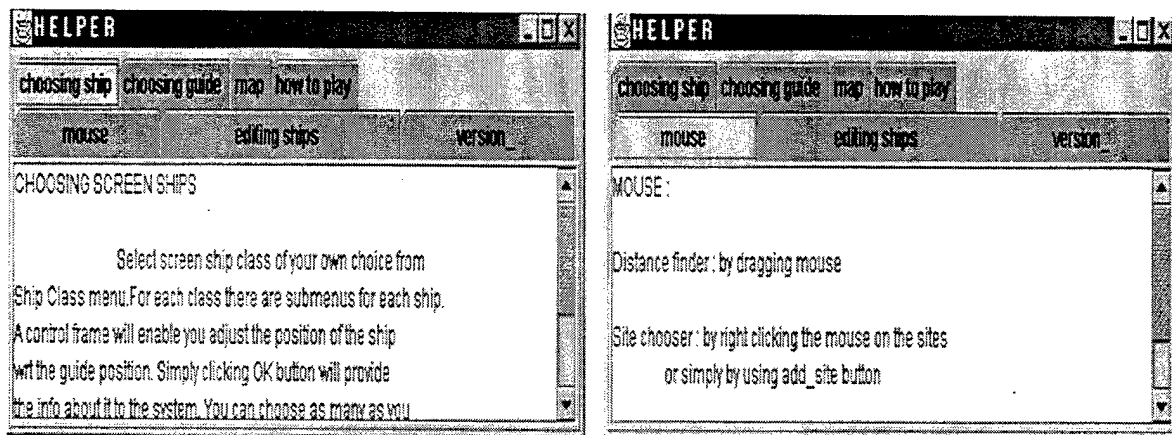 HELPER
choosing ship choosing guide map how to play
mouse editing ships version_
CHOOSING SCREEN SHIPS
Select screen ship class of your own choice from
Ship Class menu.For each class there are submenus for each ship.
A control frame will enable you adjust the position of the ship
wrt the guide position. Simply clicking OK button will provide
the info about it to the system. You can choose as many as you
HELPER
choosing ship choosing guide map how to play
mouse editing ships version_
MOUSE :
Distance finder : by dragging mouse
Site chooser : by right clicking the mouse on the sites
or simply by using add_site button